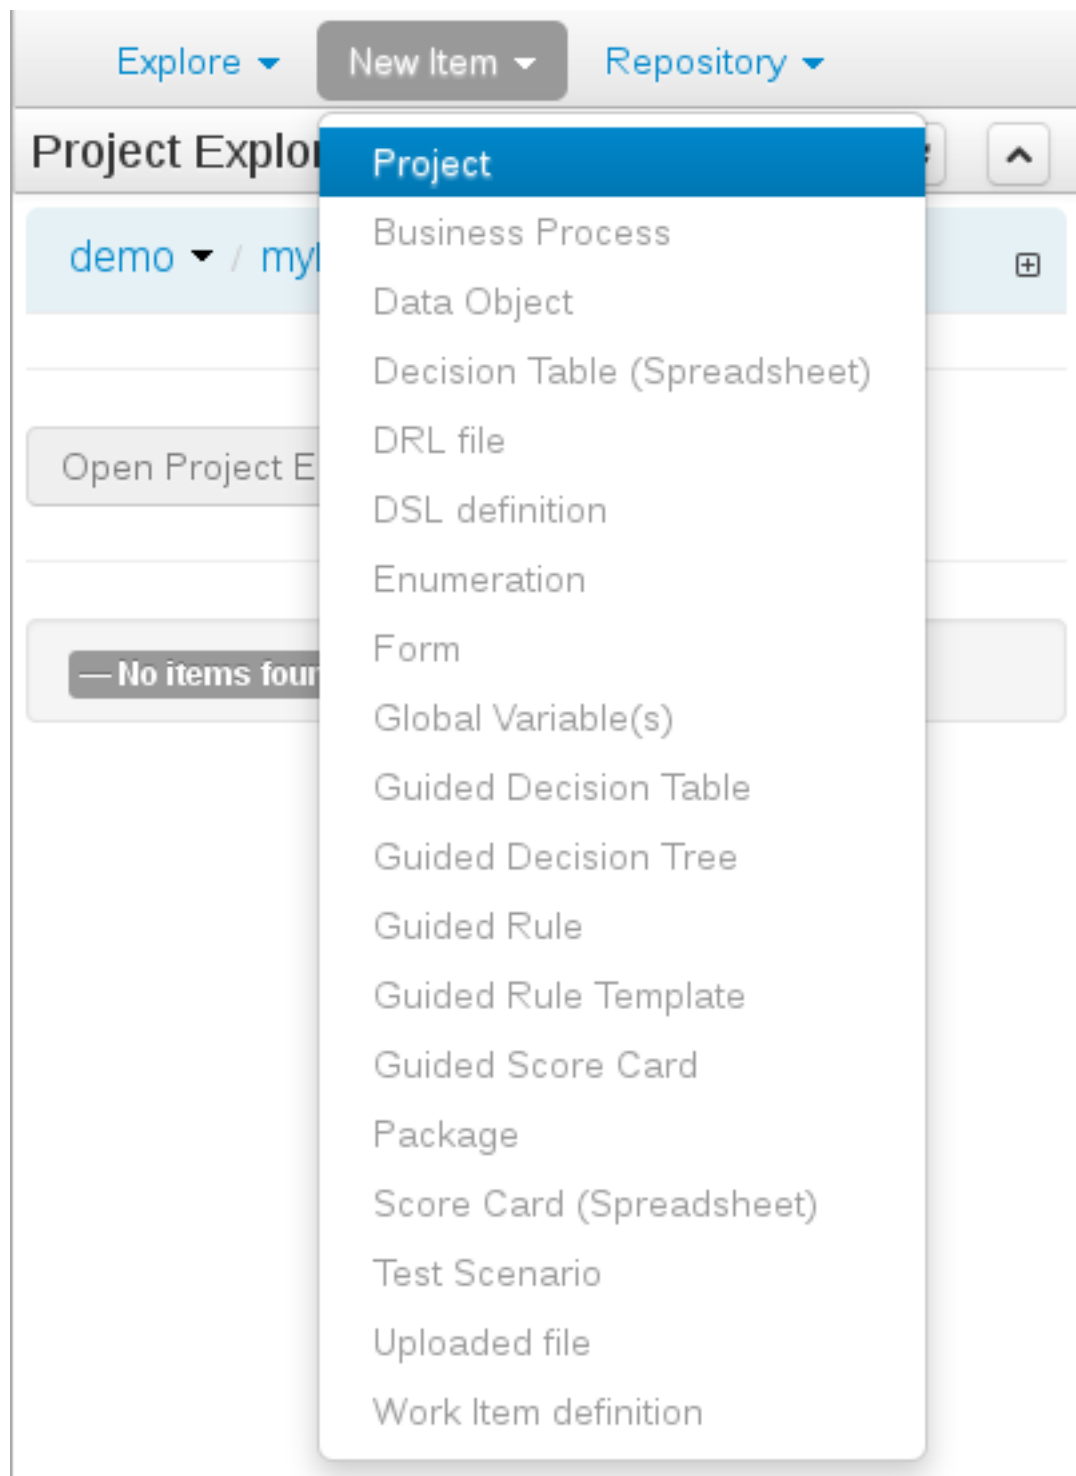 Explore New Item Repository
Project Explo
Project
demo / my
Business Process
Data Object
Decision Table (Spreadsheet)
DRL file
Open Project E
DSL definition
Enumeration
Form
— No items four
Global Variable(s)
Guided Decision Table
Guided Decision Tree
Guided Rule
Guided Rule Template
Guided Score Card
Package
Score Card (Spreadsheet)
Test Scenario
Uploaded file
Work Item definition